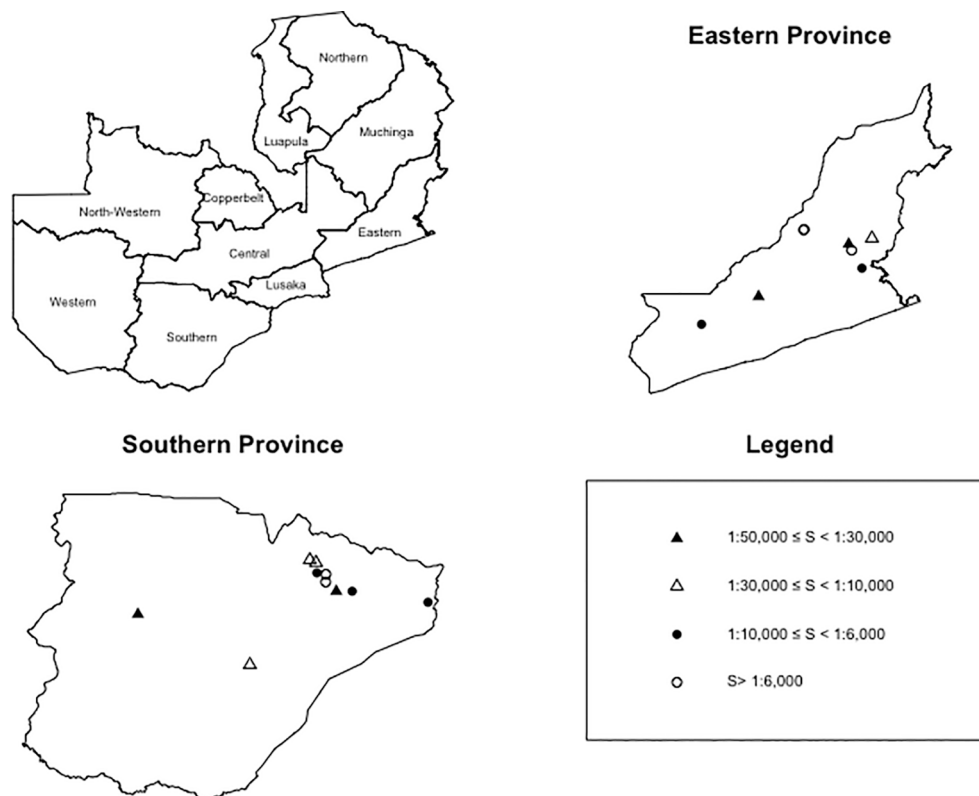 Northern
Luapula
Muchinga
Copperbelt
North-Western
Eastern
Central
Lusaka
Western
Southern
Eastern Province
Southern Province
Legend
1:50,000 ≤ S < 1:30,000
1:30,000 ≤ S < 1:10,000
1:10,000 ≤ S < 1:6,000
S> 1:6,000